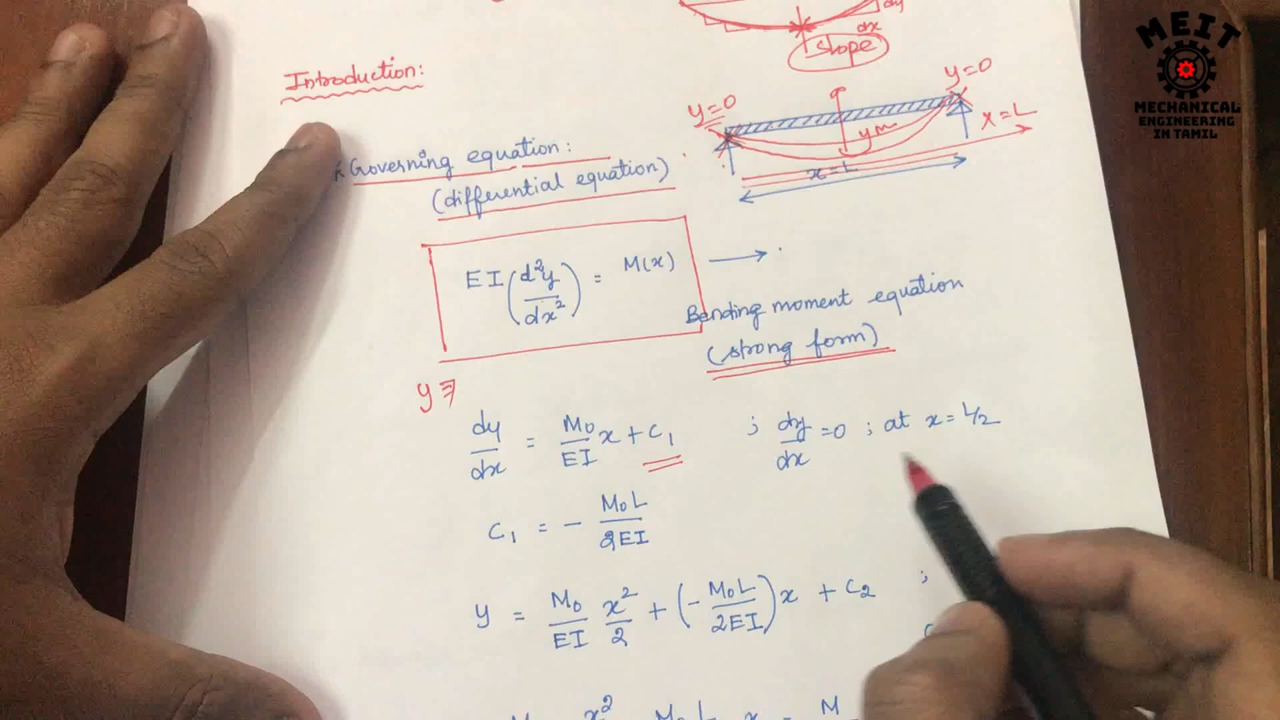 dy
dx
slope
MEIT
MECHANICAL
ENGINEERING
IN TAMIL
Introduction:
y=0
y=0
x=L
ym
x=L
Governing equation:
(differential equation)
EI(d²y/dx²) = M(x)
Bending moment equation
(strong form)
y ⇒
dy/dx = M₀/EI x + C₁ ; dy/dx =0 ; at x = L/2
C₁ = - M₀L/2EI
y = M₀/EI x²/2 + (- M₀L/2EI)x + C₂ ;